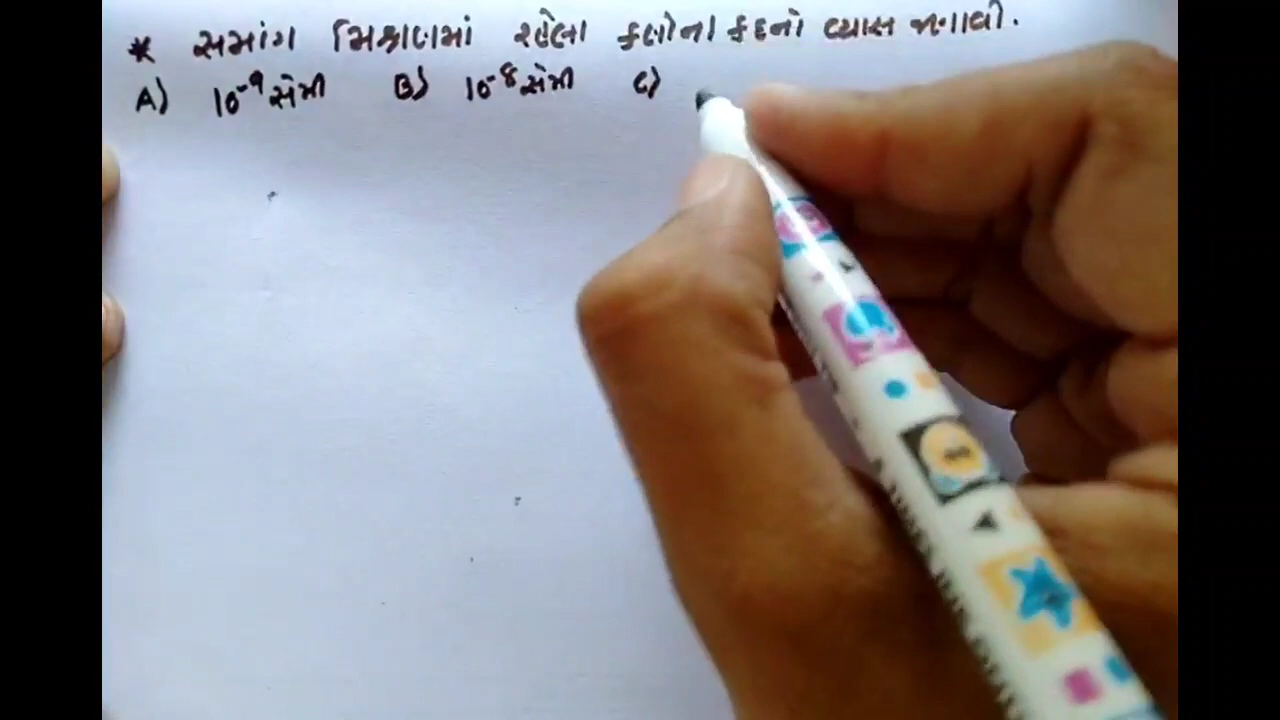 * સમાંગ મિશ્રણમાં રહેલા કણોના કદનો વ્યાસ જણાવો.
A) 10⁻⁹ સેમી B) 10⁻⁸ સેમી C)